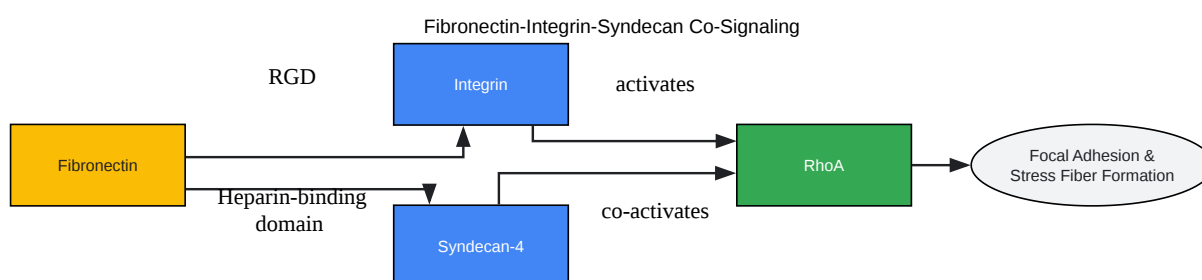 Fibronectin-Integrin-Syndecan Co-Signaling
RGD
Integrin
activates
Fibronectin
RhoA
Focal Adhesion &
Stress Fiber Formation
Heparin-binding
domain
co-activates
Syndecan-4